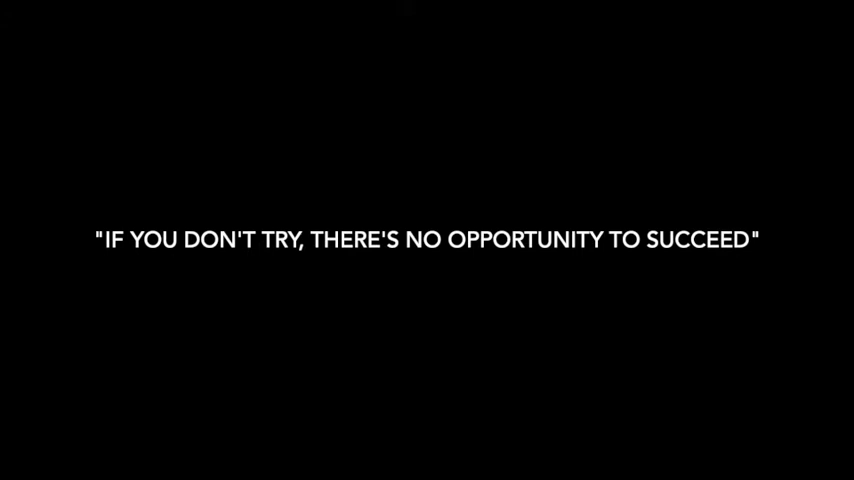 "IF YOU DON'T TRY, THERE'S NO OPPORTUNITY TO SUCCEED"